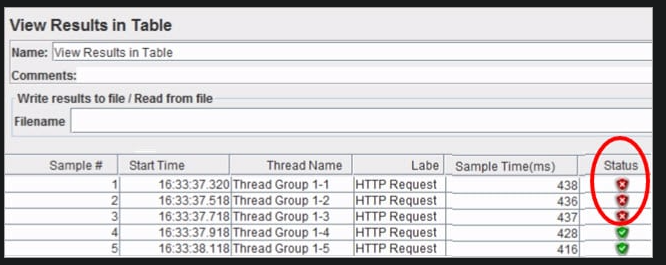 View Results in Table
Name: View Results in Table
Comments:
Write results to file / Read from file
Filename
Sample # Start Time Thread Name Labe Sample Time(ms) Status
1 16:33:37.320 Thread Group 1-1 HTTP Request 438
2 16:33:37.518 Thread Group 1-2 HTTP Request 436
3 16:33:37.718 Thread Group 1-3 HTTP Request 437
4 16:33:37.918 Thread Group 1-4 HTTP Request 428
5 16:33:38.118 Thread Group 1-5 HTTP Request 416